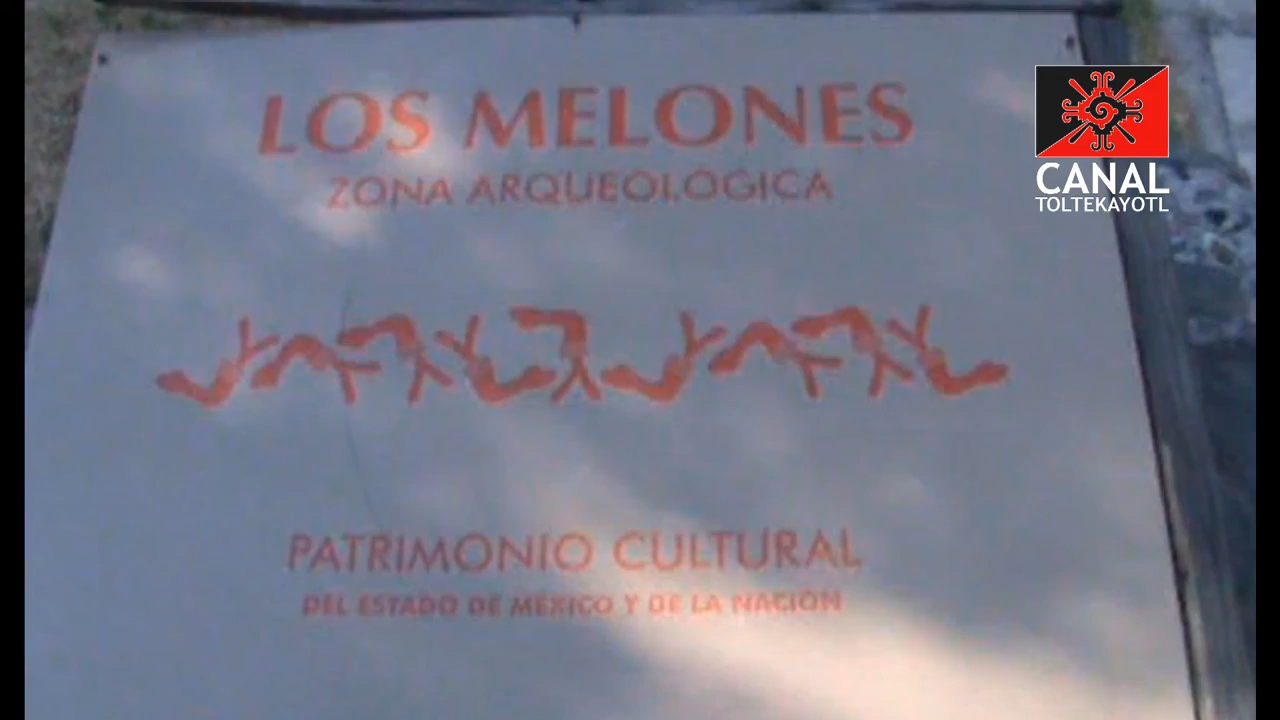 LOS MELONES
ZONA ARQUEOLÓGICA
CANAL
TOLTEKAYOTL
PATRIMONIO CULTURAL
DEL ESTADO DE MÉXICO Y DE LA NACIÓN